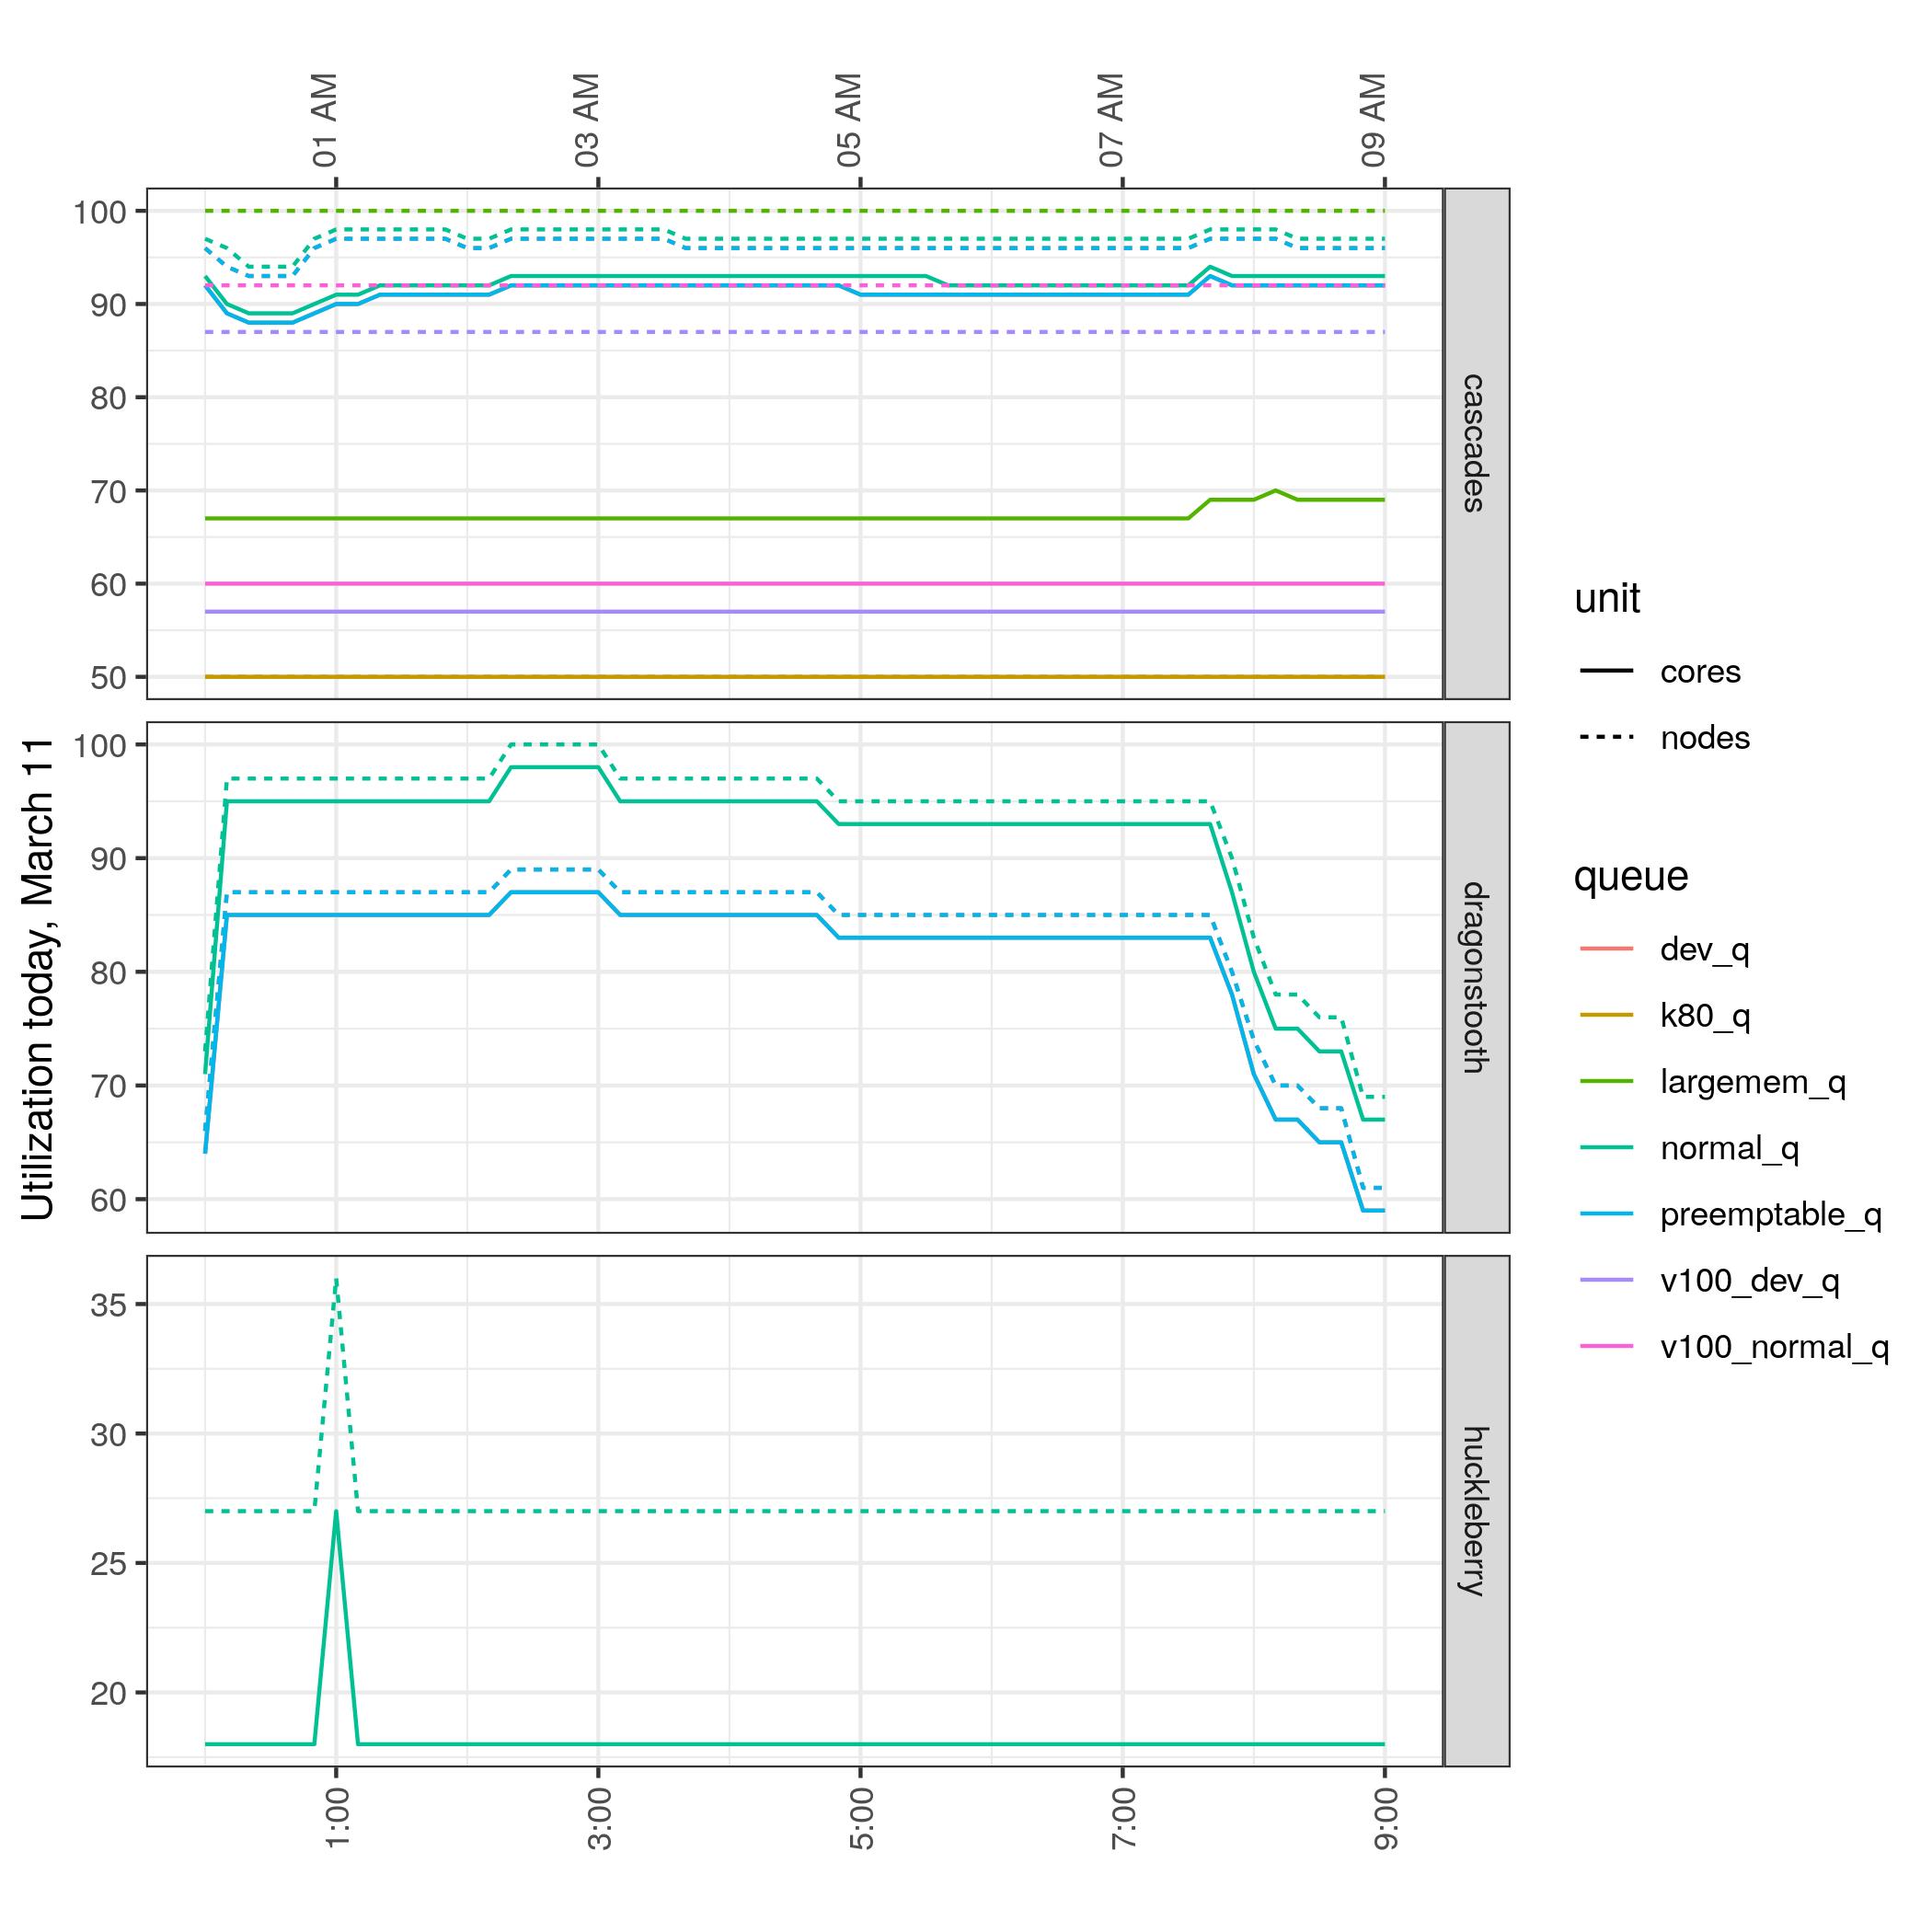 01 AM
03 AM
05 AM
07 AM
09 AM
Utilization today, March 11
100
90
80
70
60
50
cascades
100
90
80
70
60
dragonstooth
35
30
25
20
huckleberry
1:00
3:00
5:00
7:00
9:00
unit
cores
nodes
queue
dev_q
k80_q
largemem_q
normal_q
preemptable_q
v100_dev_q
v100_normal_q